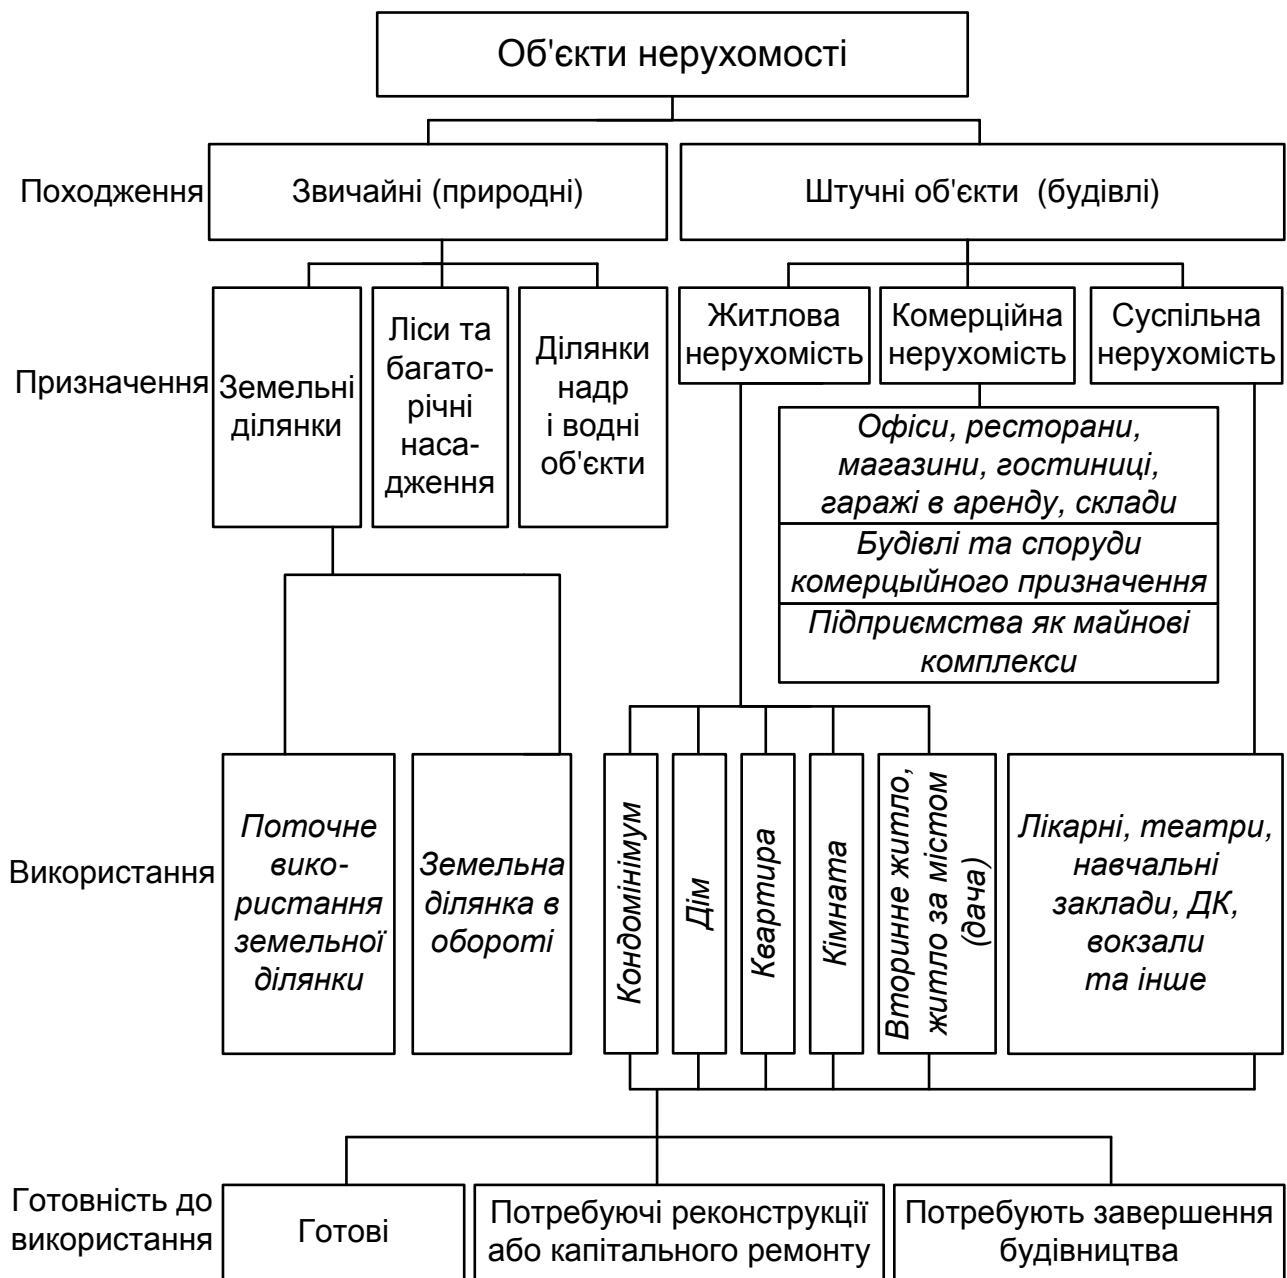 Об'єкти нерухомості
Походження
Звичайні (природні)
Штучні об'єкти (будівлі)
Призначення
Земельні
ділянки
Ліси та
багато-
річні
наса-
дження
Ділянки
надр
і водні
об'єкти
Житлова
нерухомість
Комерційна
нерухомість
Суспільна
нерухомість
Офіси, ресторани,
магазини, гостиниці,
гаражі в аренду, склади
Будівлі та споруди
комерцыйного призначення
Підприємства як майнові
комплекси
Використання
Поточне
вико-
ристання
земельної
ділянки
Земельна
ділянка в
обороті
Кондомінімум
Дім
Квартира
Кімната
Вторинне житло,
житло за містом
(дача)
Лікарні, театри,
навчальні
заклади, ДК,
вокзали
та інше
Готовність до
використання
Готові
Потребуючі реконструкції
або капітального ремонту
Потребують завершення
будівництва